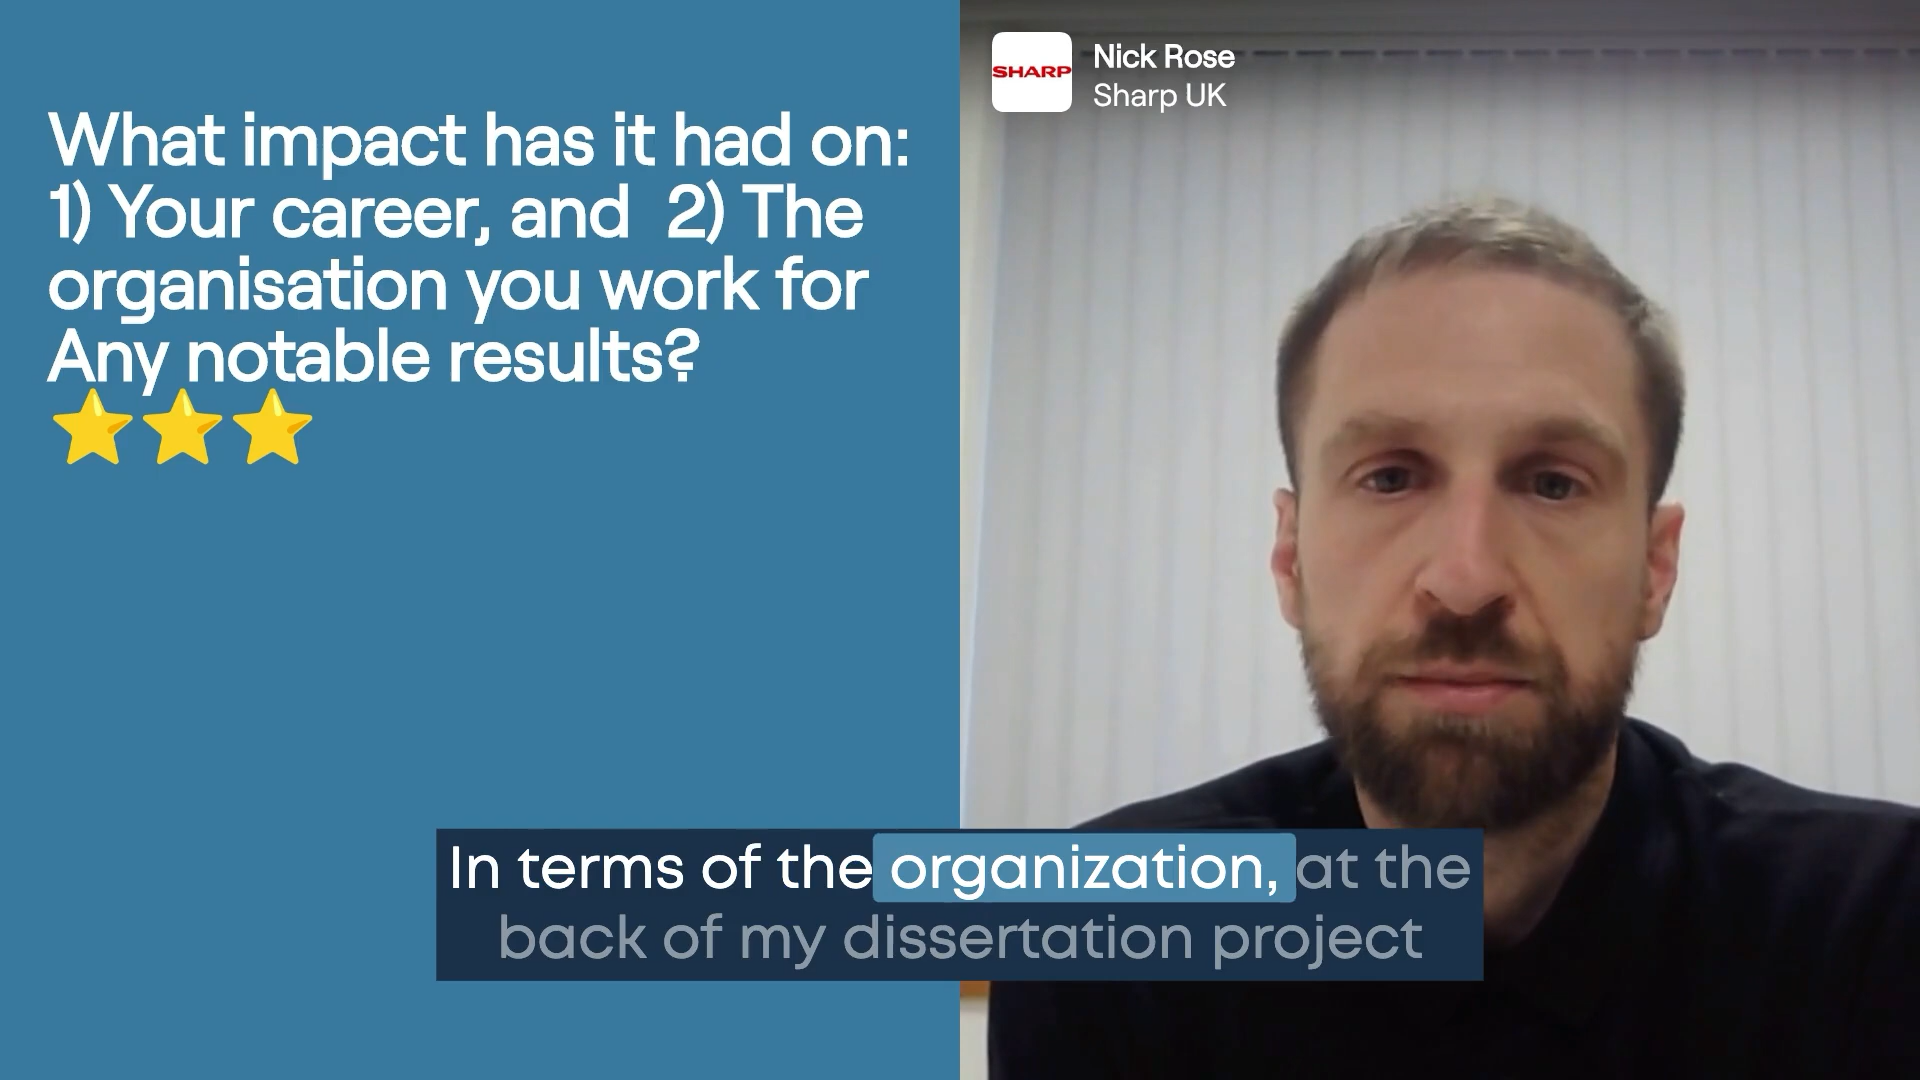 What impact has it had on:
1) Your career, and 2) The
organisation you work for
Any notable results?
SHARP
Nick Rose
Sharp UK
In terms of the organization, at the
back of my dissertation project